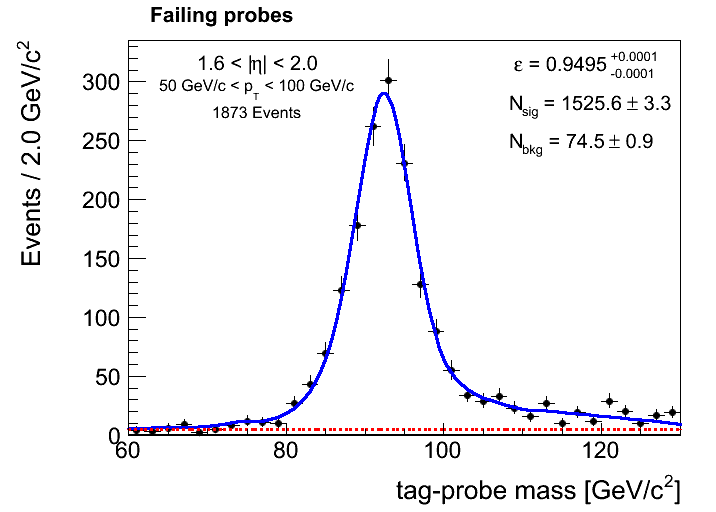 Failing probes
1.6 < |η| < 2.0
50 GeV/c < p_T < 100 GeV/c
1873 Events
ε = 0.9495 +0.0001 -0.0001
N_sig = 1525.6 ± 3.3
N_bkg = 74.5 ± 0.9
Events / 2.0 GeV/c²
300
250
200
150
100
50
0
60 80 100 120
tag-probe mass [GeV/c²]